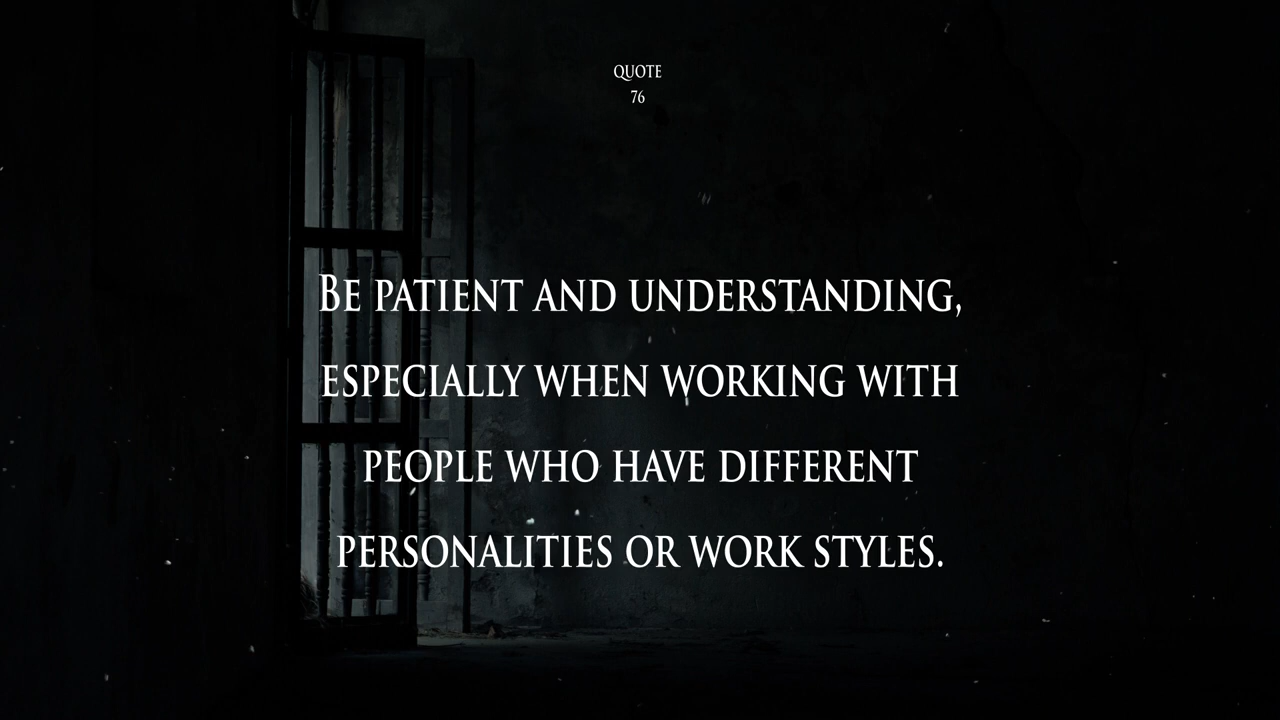 QUOTE
76
BE PATIENT AND UNDERSTANDING,
ESPECIALLY WHEN WORKING WITH
PEOPLE WHO HAVE DIFFERENT
PERSONALITIES OR WORK STYLES.